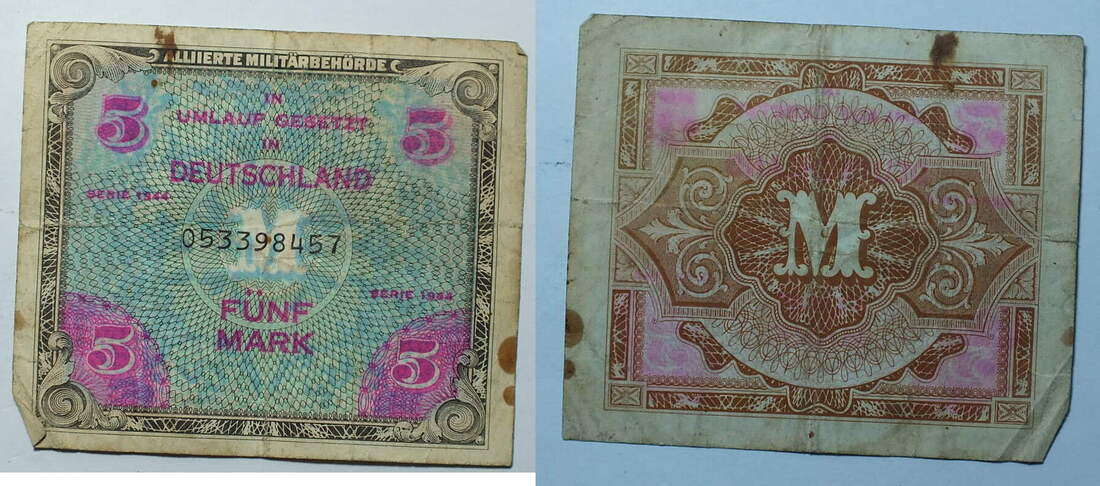 ALLIIERTE MILITÄRBEHÖRDE
5 5
IN
UMLAUF GESETZT
IN
DEUTSCHLAND
SERIE 1944
M
053398457
SERIE 1944
FÜNF
MARK
5 5
M